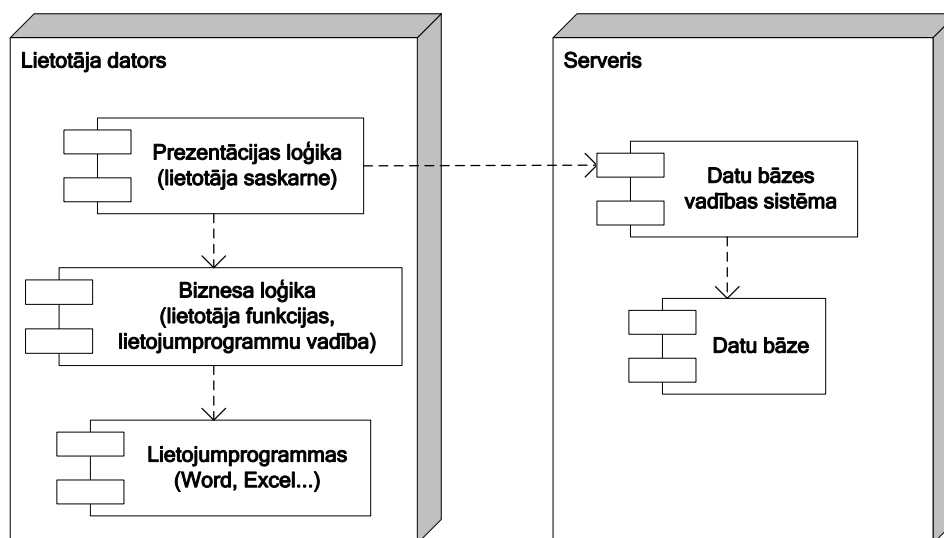 Lietotāja dators
Prezentācijas loģika
(lietotāja saskarne)
Biznesa loģika
(lietotāja funkcijas,
lietojumprogrammu vadība)
Lietojumprogrammas
(Word, Excel...)
Serveris
Datu bāzes
vadības sistēma
Datu bāze